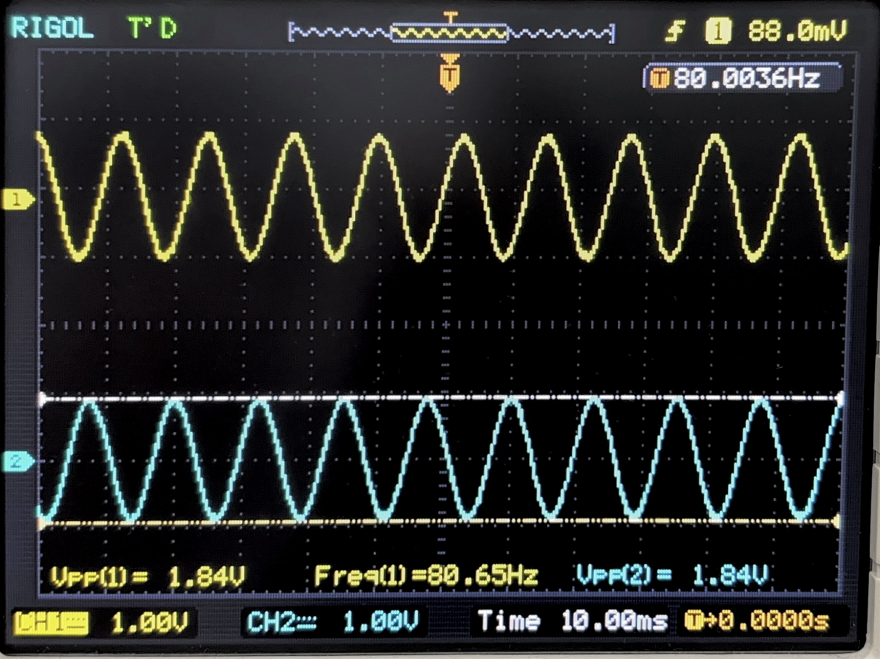 RIGOL T'D T 1 88.0mV
T
T 80.0036Hz
1
2
Vpp(1)= 1.84V Freq(1)=80.65Hz Vpp(2)= 1.84V
CH1 1.00V CH2 1.00V Time 10.00ms T→0.0000s